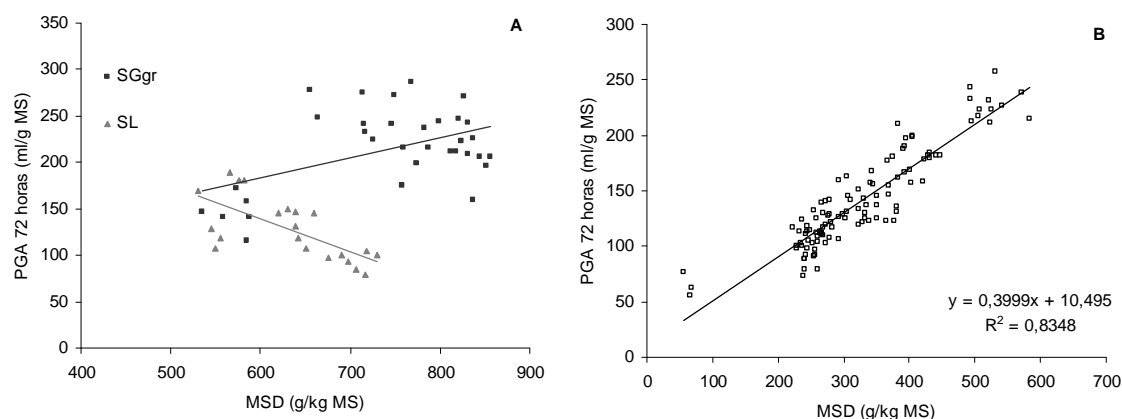 A
350
300
250
200
150
100
50
0
PGA 72 horas (ml/g MS)
SGgr
SL
400 500 600 700 800 900
MSD (g/kg MS)
B
300
250
200
150
100
50
0
PGA 72 horas (ml/g MS)
y = 0,3999x + 10,495
R² = 0,8348
0 100 200 300 400 500 600 700
MSD (g/kg MS)